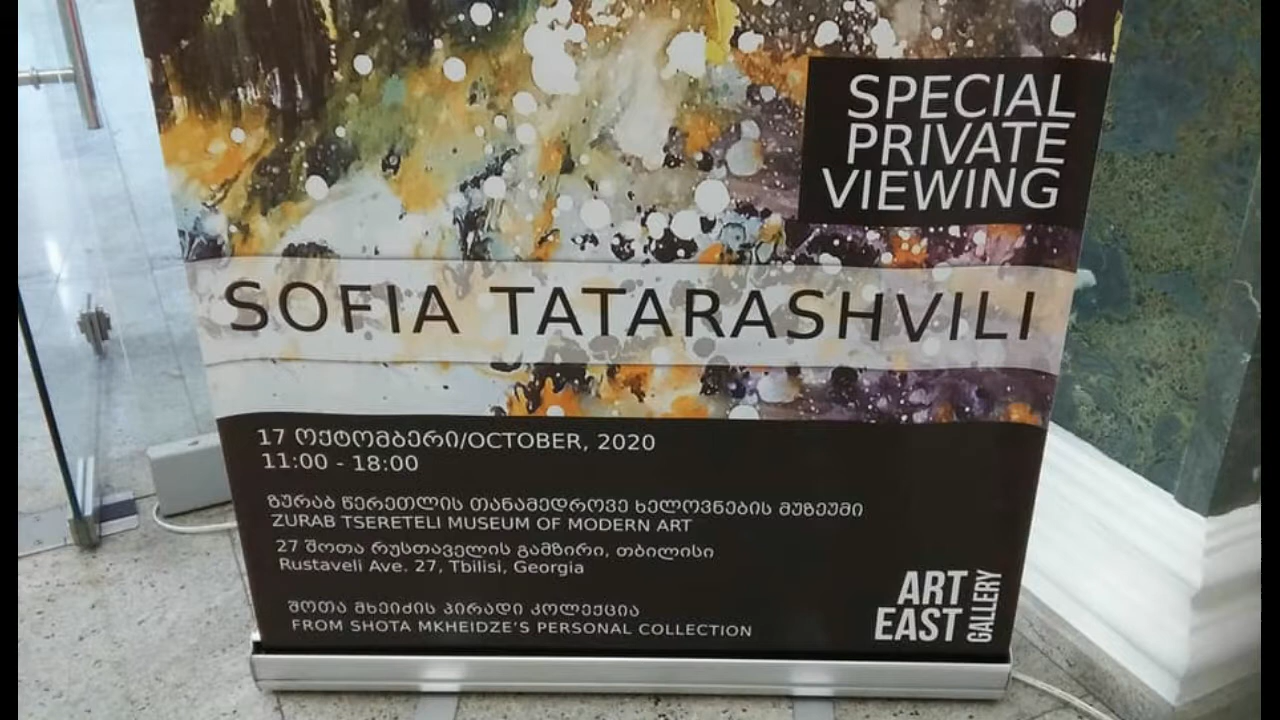 SPECIAL
PRIVATE
VIEWING
SOFIA TATARASHVILI
17 ᲝᲥᲢᲝᲛᲑᲔᲠᲘ/OCTOBER, 2020
11:00 - 18:00
ᲖᲣᲠᲐᲑ ᲬᲔᲠᲔᲗᲚᲘᲡ ᲗᲐᲜᲐᲛᲔᲓᲠᲝᲕᲔ ᲮᲔᲚᲝᲕᲜᲔᲑᲘᲡ ᲛᲣᲖᲔᲣᲛᲘ
ZURAB TSERETELI MUSEUM OF MODERN ART
27 შოთა რუსთაველის გამზირი, თბილისი
Rustaveli Ave. 27, Tbilisi, Georgia
ᲨᲝᲗᲐ ᲛᲮᲔᲘᲫᲘᲡ ᲞᲘᲠᲐᲓᲘ ᲙᲝᲚᲔᲥᲪᲘᲐ
FROM SHOTA MKHEIDZE'S PERSONAL COLLECTION
ART
EAST
GALLERY